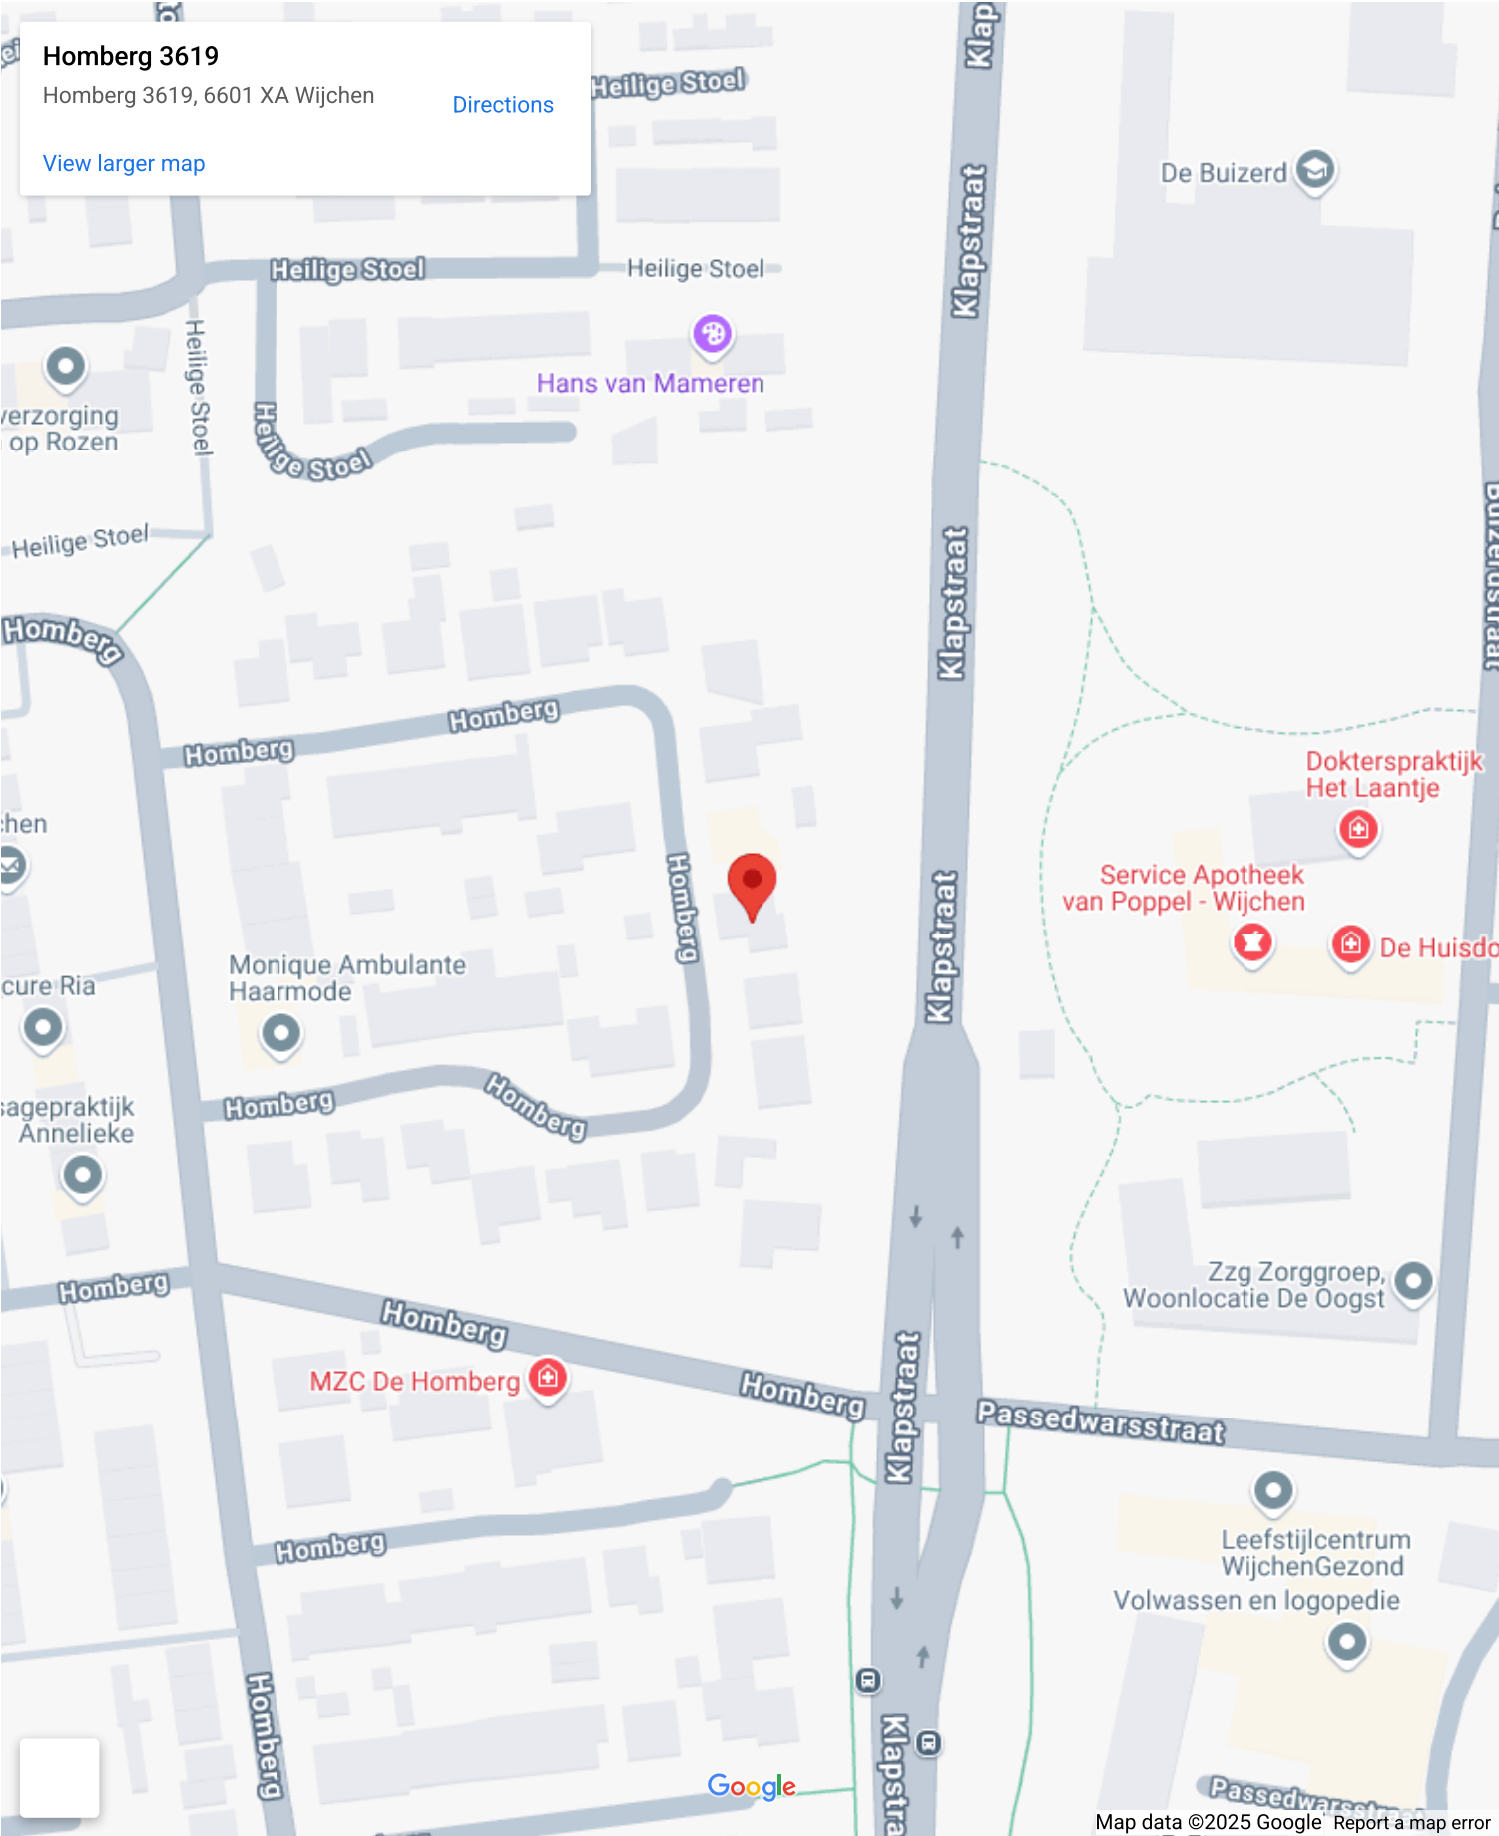 Homberg 3619
Homberg 3619, 6601 XA Wijchen
Directions
View larger map
Heilige Stoel
Klap
Klapstraat
De Buizerd
Heilige Stoel
Heilige Stoel
Hans van Mameren
Heilige Stoel
Heilige Stoel
verzorging
op Rozen
Heilige Stoel
Klapstraat
Buizerdstraat
Homberg
Homberg
Homberg
Dokterspraktijk
Het Laantje
chen
Homberg
Klapstraat
Service Apotheek
van Poppel - Wijchen
De Huisdo
Monique Ambulante
Haarmode
cure Ria
Homberg
Homberg
sagepraktijk
Annelieke
Homberg
Zzg Zorggroep,
Woonlocatie De Oogst
Homberg
MZC De Homberg
Homberg
Klapstraat
Passedwarsstraat
Homberg
Leefstijlcentrum
WijchenGezond
Volwassen en logopedie
Homberg
Klapstra
Google
Passedwarsstraat
Map data ©2025 Google
Report a map error